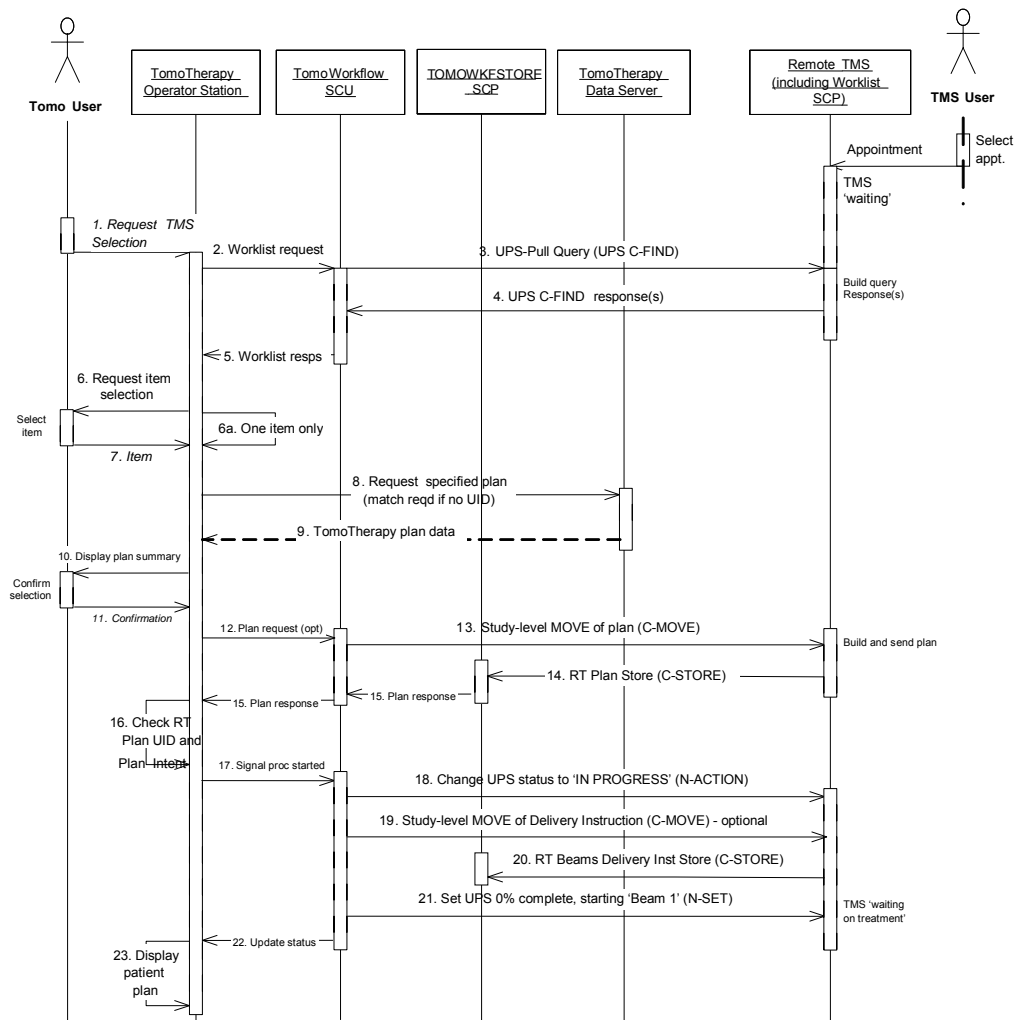 Tomo User
TomoTherapy
Operator Station
TomoWorkflow
SCU
TOMOWKFSTORE
SCP
TomoTherapy
Data Server
Remote TMS
(including Worklist
SCP)
TMS User
Select
appt.
Appointment
TMS
'waiting'
1. Request TMS
Selection
2. Worklist request
3. UPS-Pull Query (UPS C-FIND)
Build query
Response(s)
4. UPS C-FIND response(s)
5. Worklist resps
6. Request item
selection
Select
item
6a. One item only
7. Item
8. Request specified plan
(match reqd if no UID)
9. TomoTherapy plan data
10. Display plan summary
Confirm
selection
11. Confirmation
12. Plan request (opt)
13. Study-level MOVE of plan (C-MOVE)
Build and send plan
14. RT Plan Store (C-STORE)
15. Plan response
15. Plan response
16. Check RT
Plan UID and
Plan Intent
17. Signal proc started
18. Change UPS status to 'IN PROGRESS' (N-ACTION)
19. Study-level MOVE of Delivery Instruction (C-MOVE) - optional
20. RT Beams Delivery Inst Store (C-STORE)
21. Set UPS 0% complete, starting 'Beam 1' (N-SET)
TMS 'waiting
on treatment'
22. Update status
23. Display
patient
plan